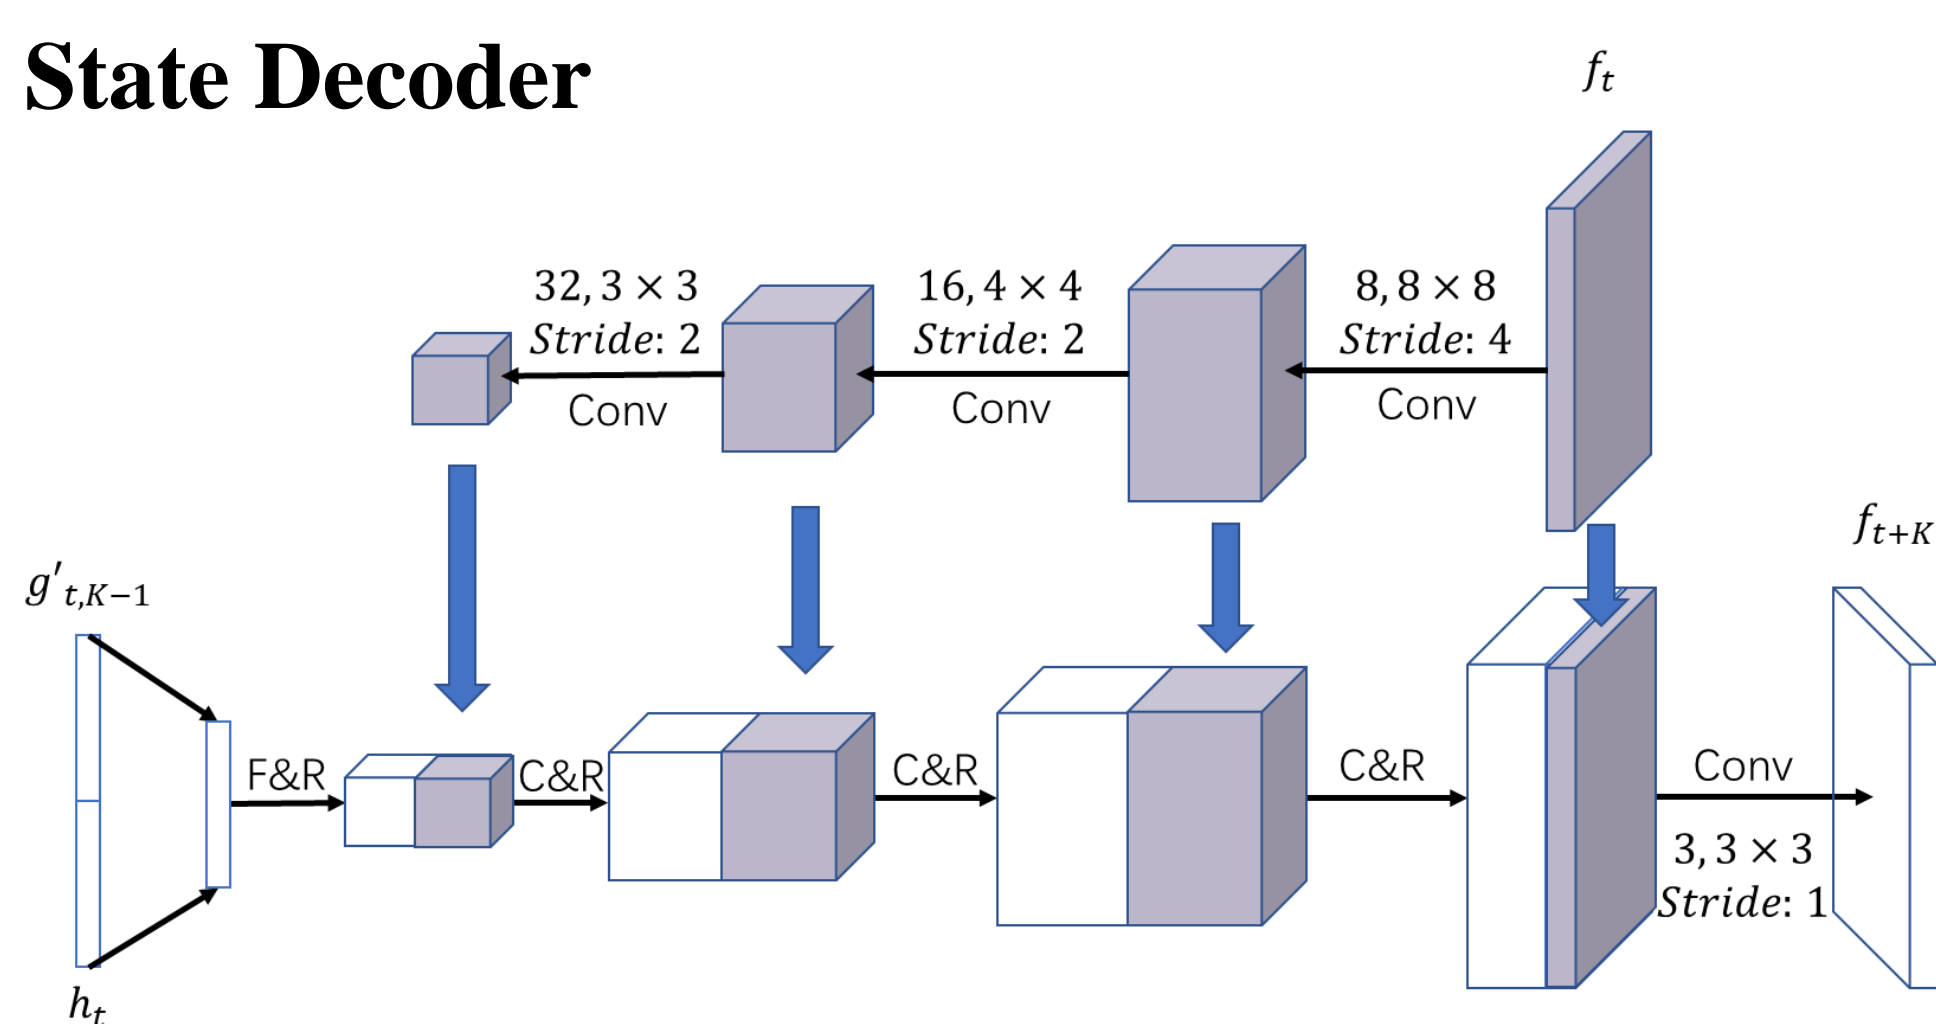 State Decoder
f_t
32, 3 × 3
Stride: 2
Conv
16, 4 × 4
Stride: 2
Conv
8, 8 × 8
Stride: 4
Conv
f_{t+K}
g'_{t,K−1}
F&R
C&R
C&R
C&R
Conv
3, 3 × 3
Stride: 1
h_t